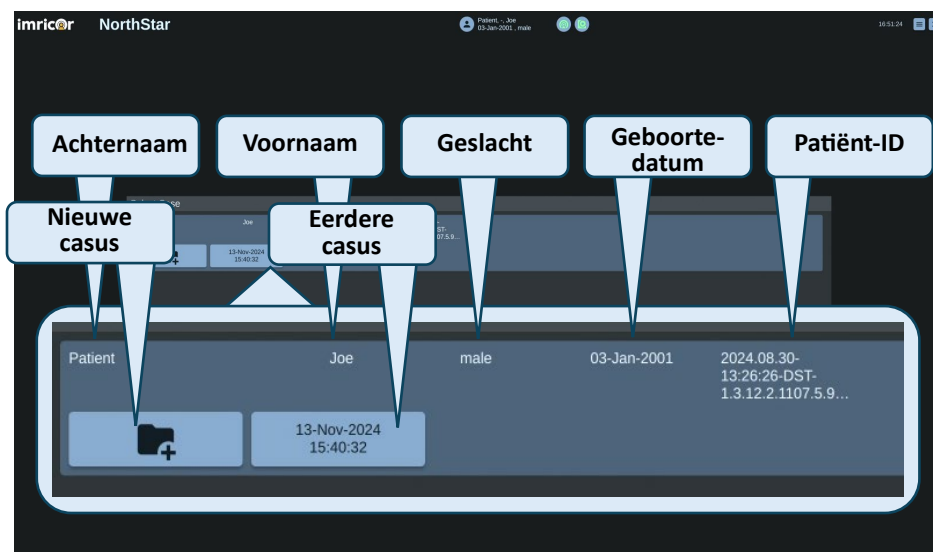 imricor NorthStar
Patient, -, Joe
03-Jan-2001 , male
16:51:24
Achternaam
Voornaam
Geslacht
Geboorte-
datum
Patiënt-ID
Nieuwe
casus
Eerdere
casus
Joe
13-Nov-2024
15:40:32
Patient
Joe
male
03-Jan-2001
2024.08.30-
13:26:26-DST-
1.3.12.2.1107.5.9...
13-Nov-2024
15:40:32